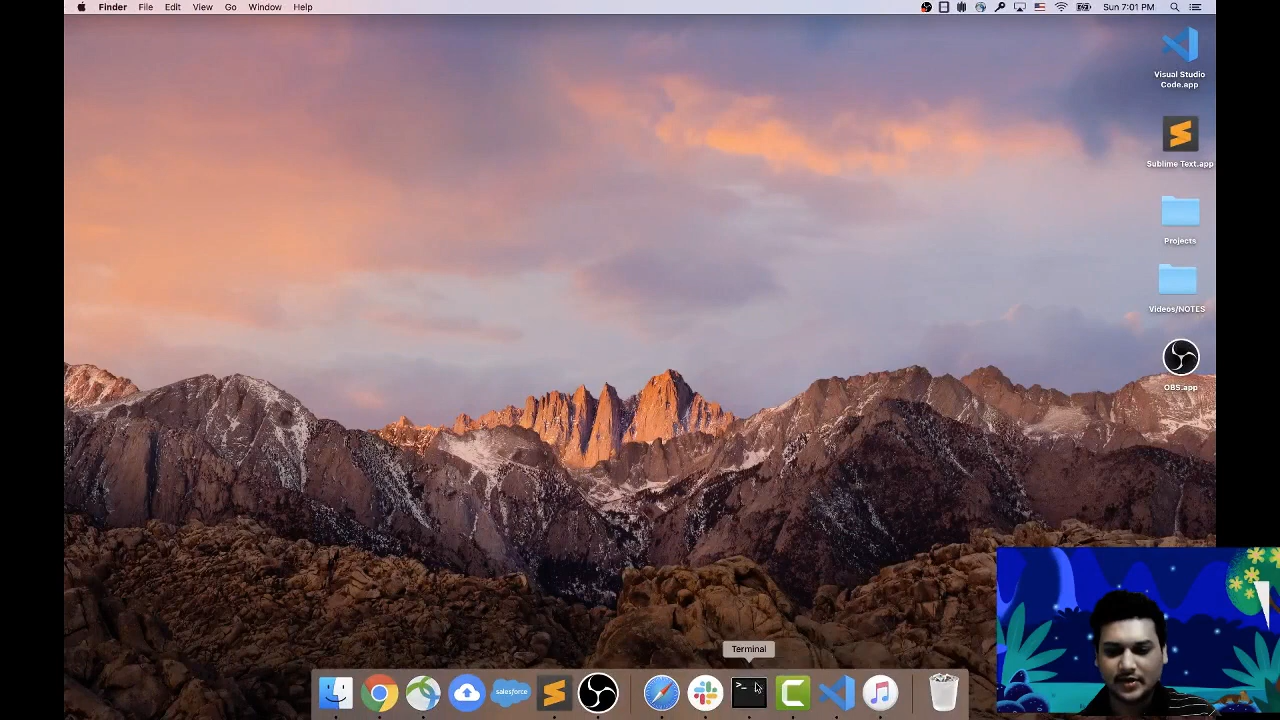 Finder File Edit View Go Window Help
Sun 7:01 PM
Visual Studio
Code.app
Sublime Text.app
Projects
Videos/NOTES
OBS.app
Terminal
salesforce
>_